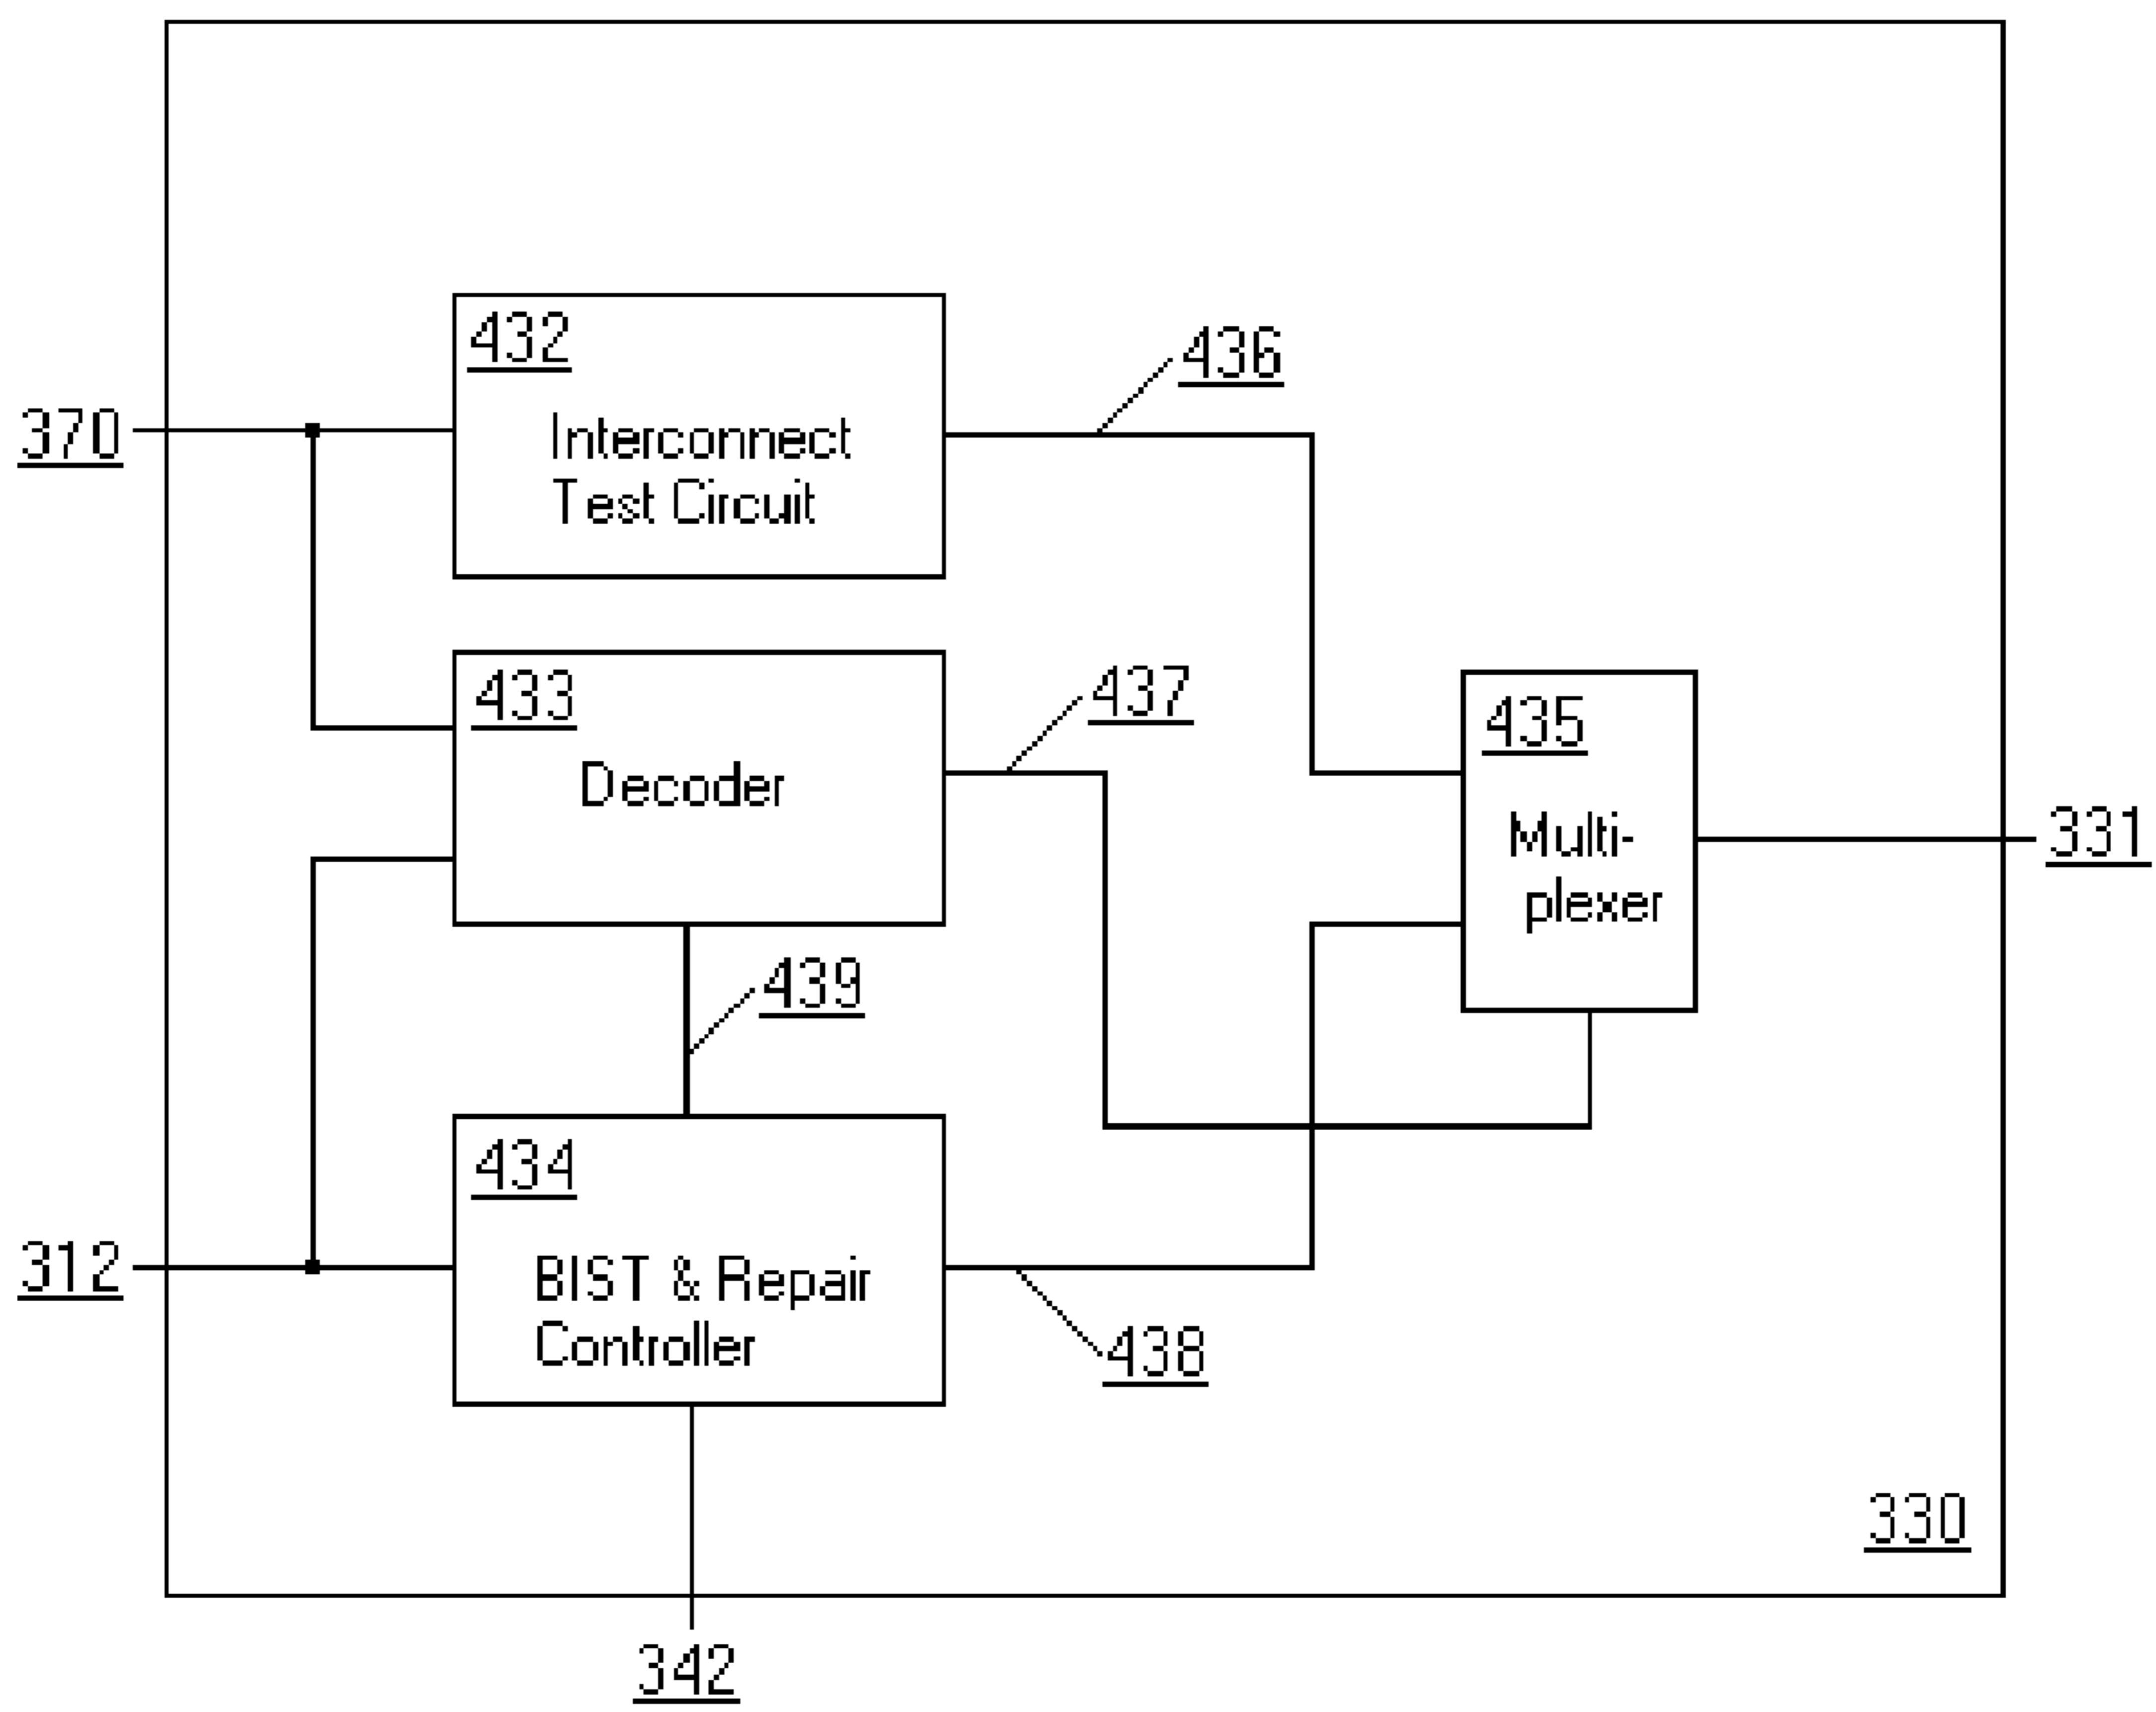 432
436
370
Interconnect
Test Circuit
433
437
435
Decoder
Multi-
plexer
331
439
434
312
BIST & Repair
Controller
438
330
342